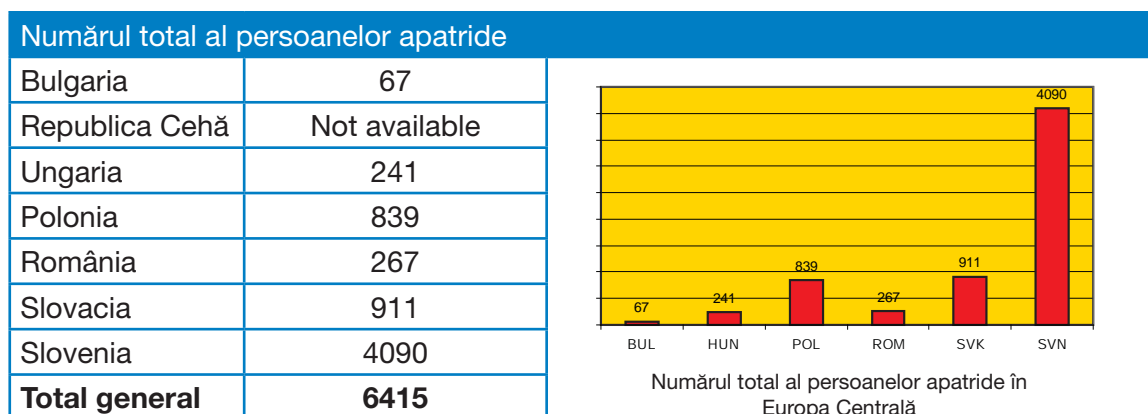 Numărul total al persoanelor apatride
Bulgaria 67
Republica Cehă Not available
Ungaria 241
Polonia 839
România 267
Slovacia 911
Slovenia 4090
Total general 6415
67 241 839 267 911 4090
BUL HUN POL ROM SVK SVN
Numărul total al persoanelor apatride în
Europa Centrală